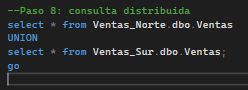 --Paso 8: consulta distribuida
select * from Ventas_Norte.dbo.Ventas
UNION
select * from Ventas_Sur.dbo.Ventas;
go